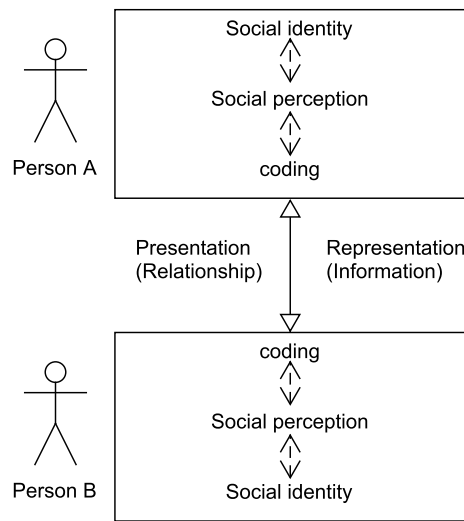 Social identity
Social perception
coding
Person A
Presentation
(Relationship)
Representation
(Information)
coding
Social perception
Social identity
Person B